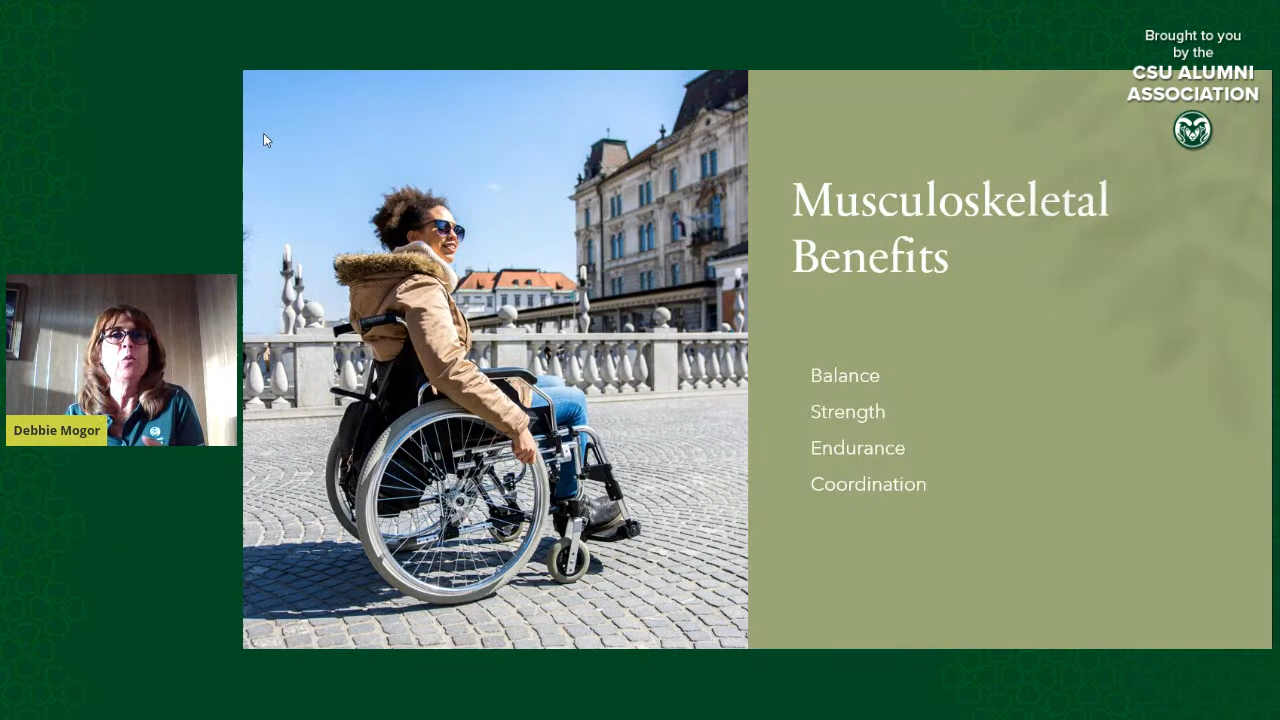 Brought to you
by the
CSU ALUMNI
ASSOCIATION
Musculoskeletal
Benefits
Balance
Strength
Endurance
Coordination
Debbie Mogor